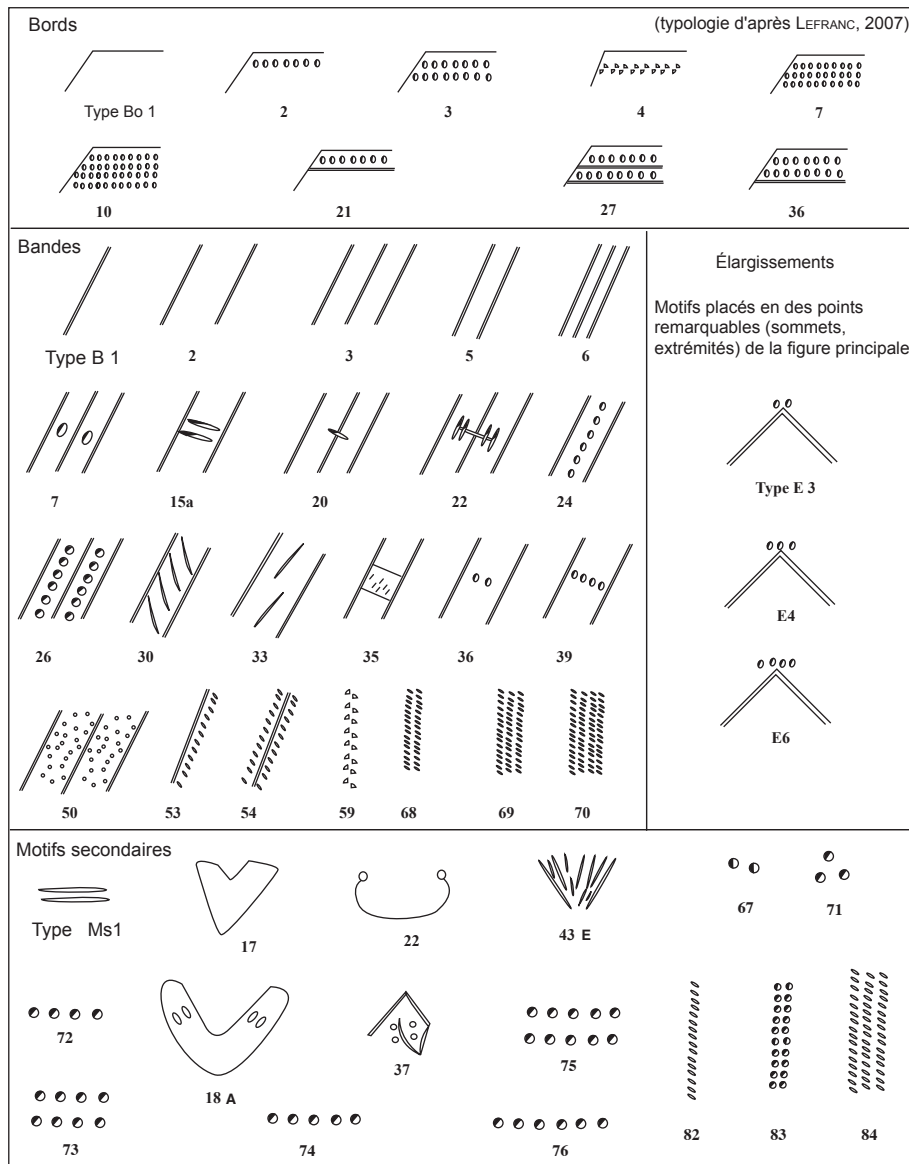 Bords
(typologie d'après LEFRANC, 2007)
Type Bo 1
2
3
4
7
10
21
27
36
Bandes
Type B 1
2
3
5
6
7
15a
20
22
24
26
30
33
35
36
39
50
53
54
59
68
69
70
Élargissements
Motifs placés en des points
remarquables (sommets,
extrémités) de la figure principale
Type E 3
E4
E6
Motifs secondaires
Type Ms1
17
22
43 E
67
71
72
18 A
37
75
73
74
76
82
83
84